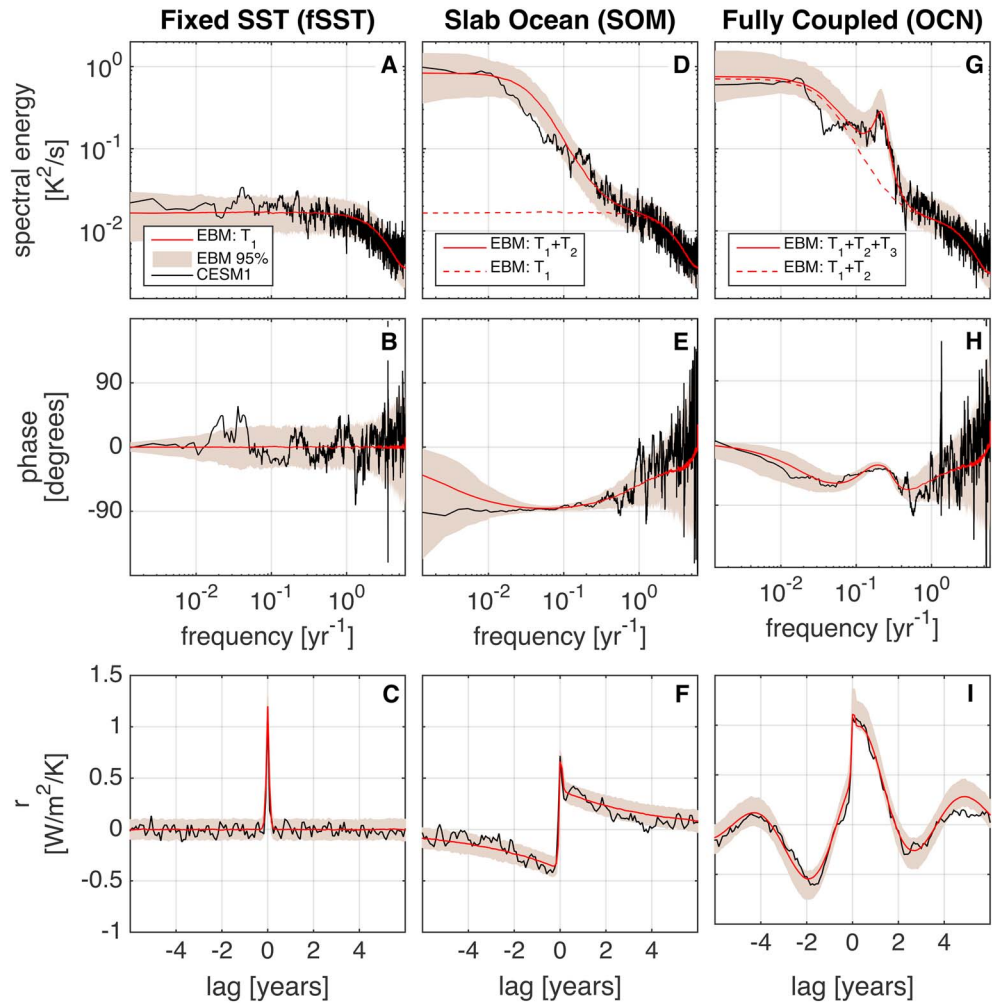 Fixed SST (fSST)
Slab Ocean (SOM)
Fully Coupled (OCN)
spectral energy
[K²/s]
10⁰
10⁻¹
10⁻²
A
EBM: T₁
EBM 95%
CESM1
D
EBM: T₁+T₂
EBM: T₁
G
EBM: T₁+T₂+T₃
EBM: T₁+T₂
phase
[degrees]
90
0
-90
B
E
H
10⁻² 10⁻¹ 10⁰
frequency [yr⁻¹]
10⁻² 10⁻¹ 10⁰
frequency [yr⁻¹]
10⁻² 10⁻¹ 10⁰
frequency [yr⁻¹]
r
[W/m²/K]
1.5
1
0.5
0
-0.5
-1
C
F
I
-4 -2 0 2 4
lag [years]
-4 -2 0 2 4
lag [years]
-4 -2 0 2 4
lag [years]